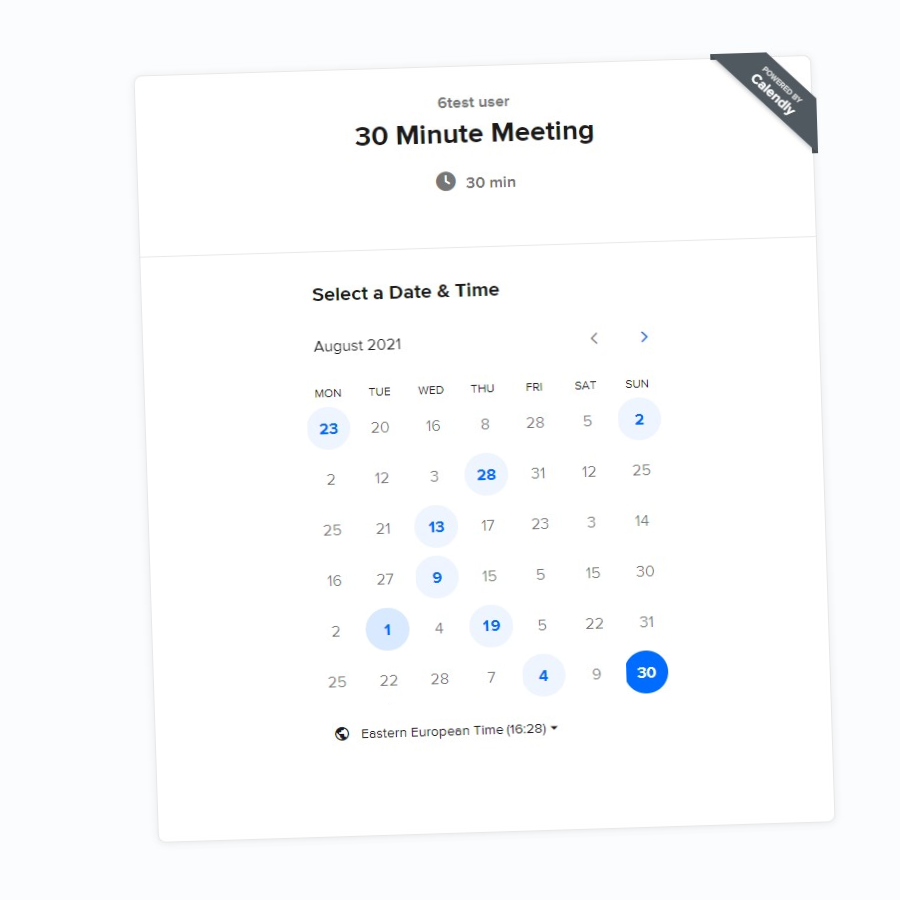 POWERED BY
Calendly
6test user
30 Minute Meeting
30 min
Select a Date & Time
August 2021
MON TUE WED THU FRI SAT SUN
23 20 16 8 28 5 2
2 12 3 28 31 12 25
25 21 13 17 23 3 14
16 27 9 15 5 15 30
2 1 4 19 5 22 31
25 22 28 7 4 9 30
Eastern European Time (16:28)